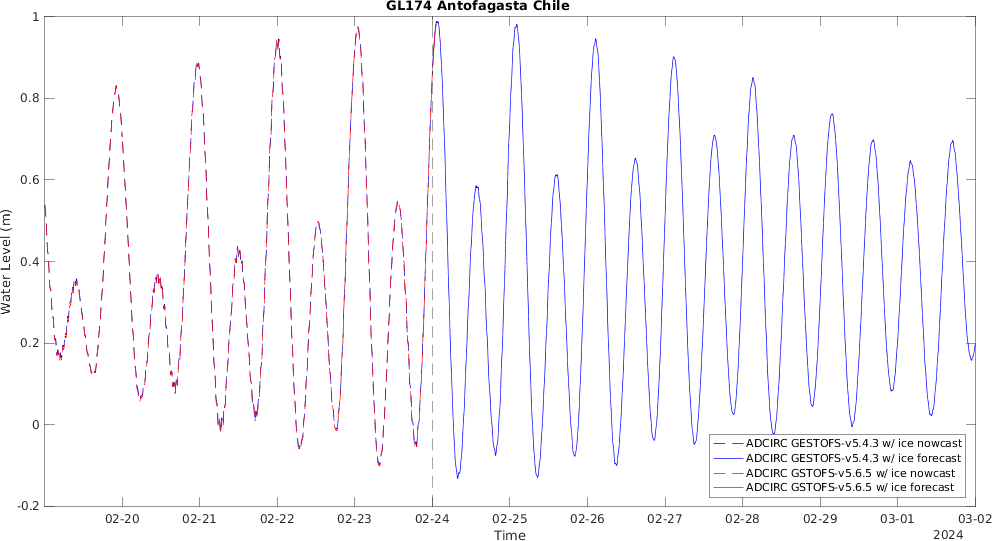 GL174 Antofagasta Chile
1
0.8
0.6
0.4
0.2
0
-0.2
Water Level (m)
02-20 02-21 02-22 02-23 02-24 02-25 02-26 02-27 02-28 02-29 03-01 03-02
Time
2024
ADCIRC GESTOFS-v5.4.3 w/ ice nowcast
ADCIRC GESTOFS-v5.4.3 w/ ice forecast
ADCIRC GSTOFS-v5.6.5 w/ ice nowcast
ADCIRC GSTOFS-v5.6.5 w/ ice forecast